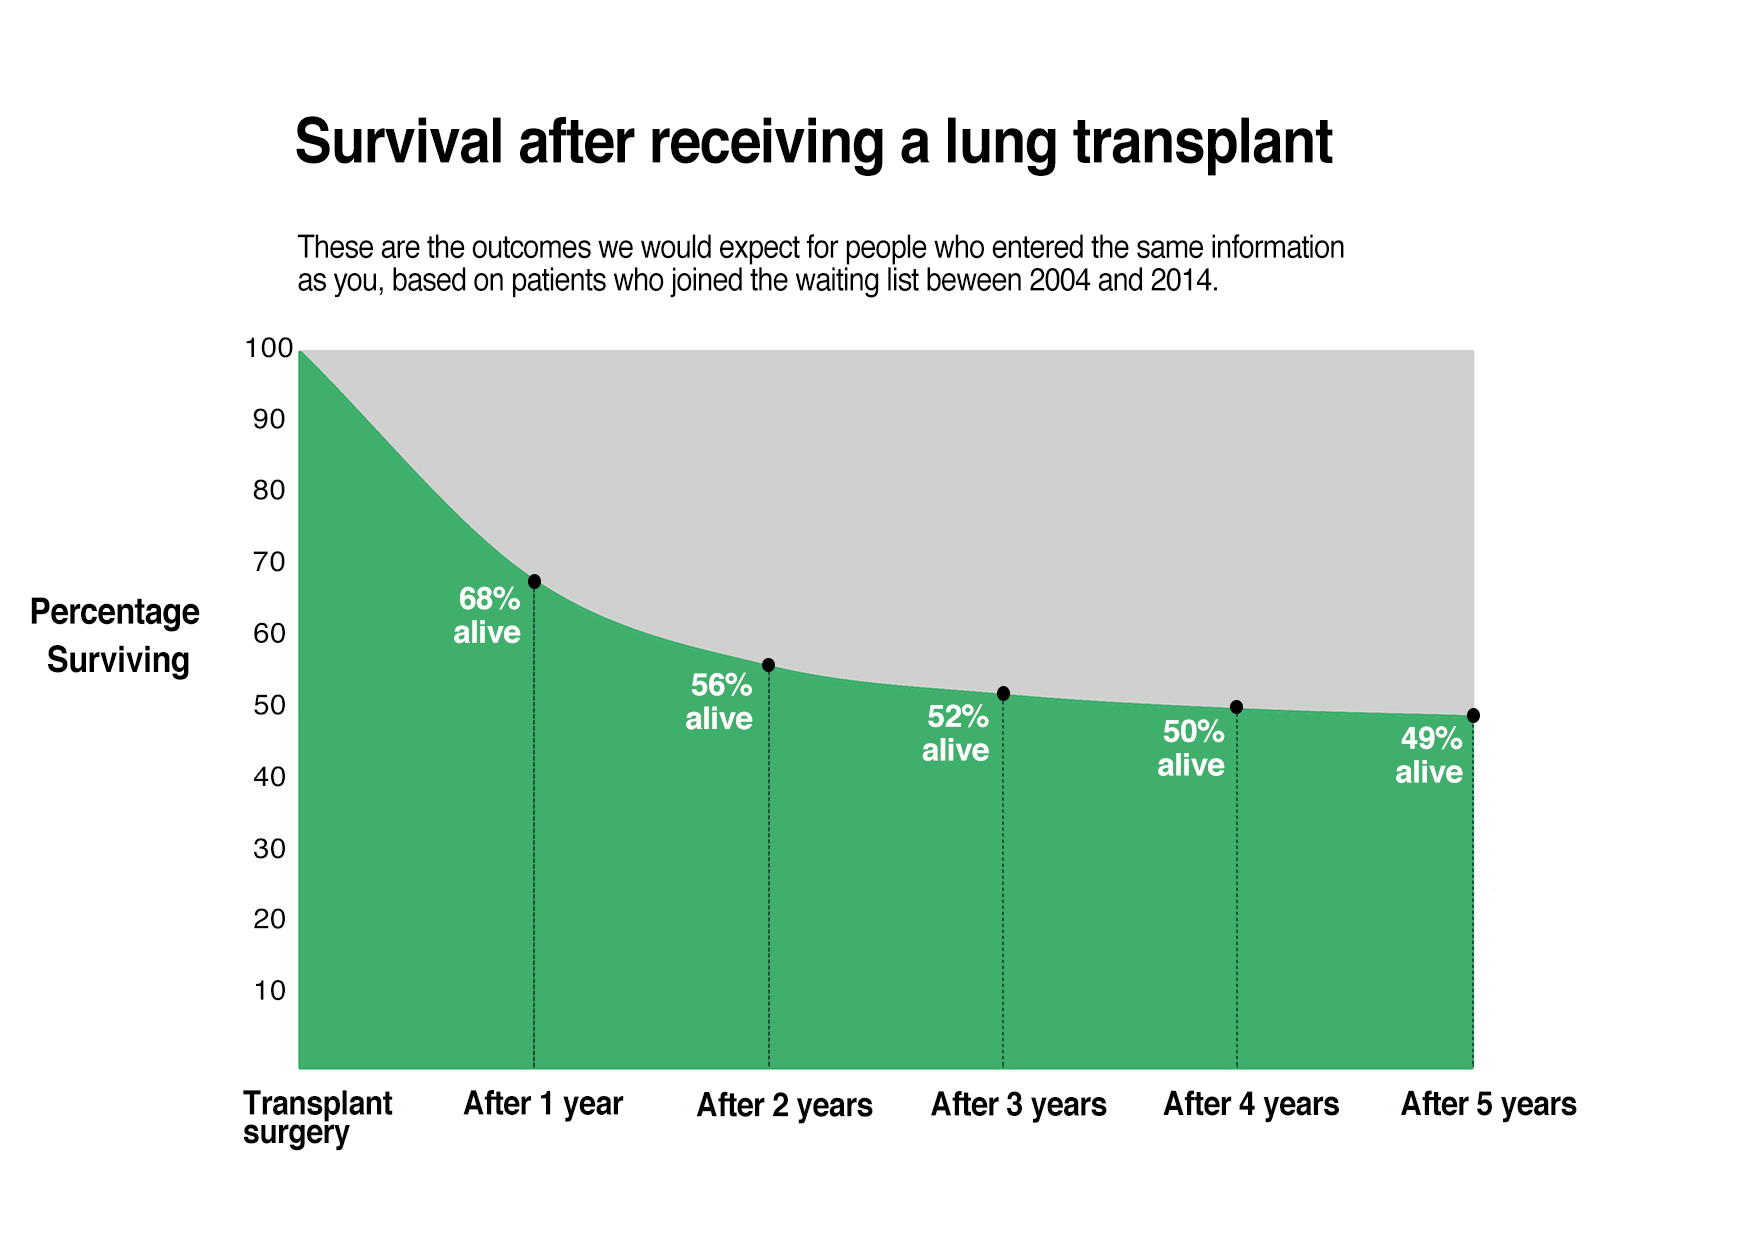 Survival after receiving a lung transplant
These are the outcomes we would expect for people who entered the same information
as you, based on patients who joined the waiting list beween 2004 and 2014.
100
90
80
70
60
50
40
30
20
10
Percentage
Surviving
68%
alive
56%
alive
52%
alive
50%
alive
49%
alive
Transplant
surgery
After 1 year
After 2 years
After 3 years
After 4 years
After 5 years